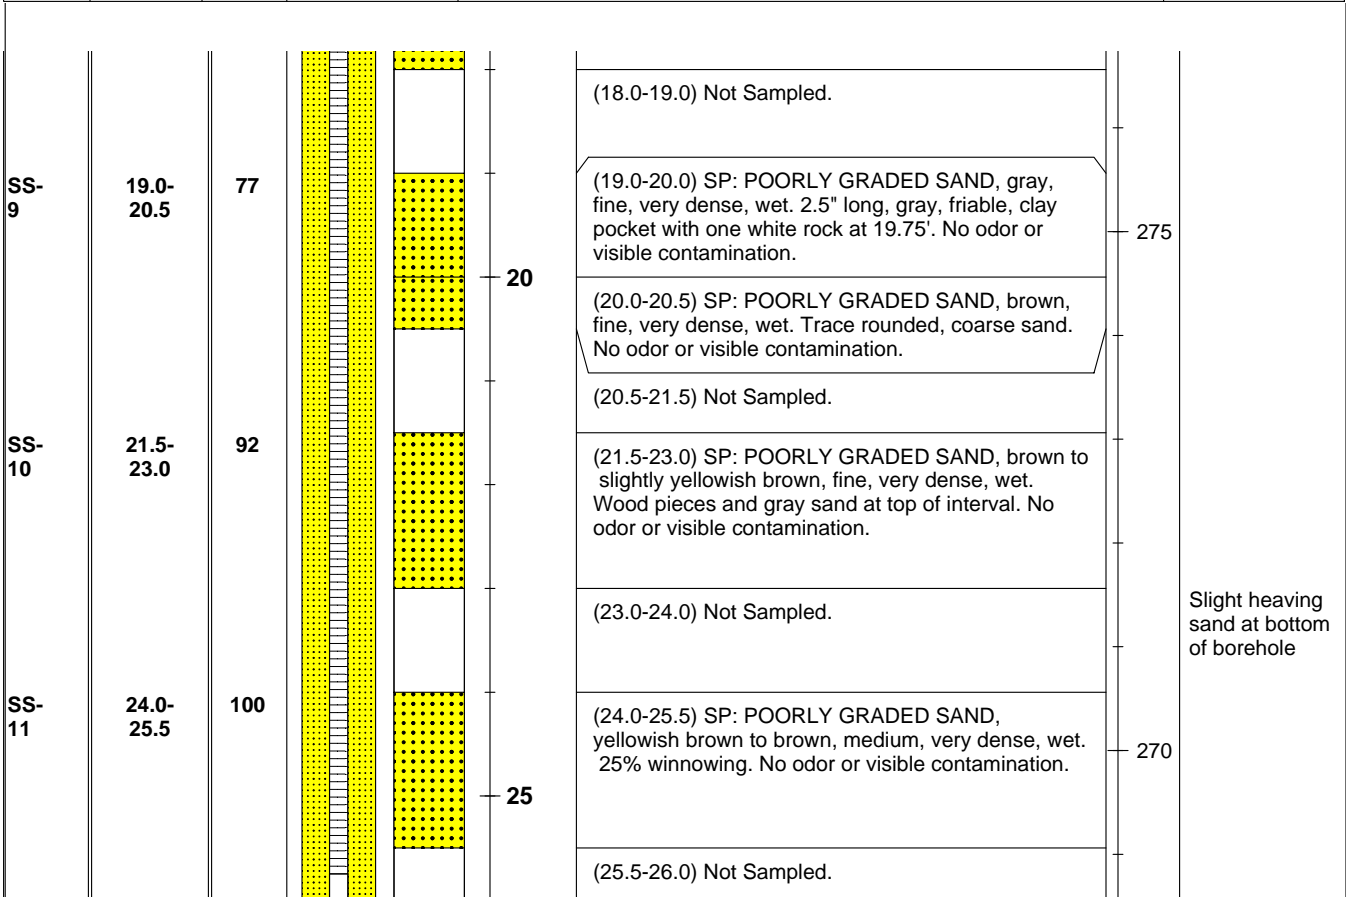 (18.0-19.0) Not Sampled.
SS-
9
19.0-
20.5
77
(19.0-20.0) SP: POORLY GRADED SAND, gray,
fine, very dense, wet. 2.5" long, gray, friable, clay
pocket with one white rock at 19.75'. No odor or
visible contamination.
275
20
(20.0-20.5) SP: POORLY GRADED SAND, brown,
fine, very dense, wet. Trace rounded, coarse sand.
No odor or visible contamination.
(20.5-21.5) Not Sampled.
SS-
10
21.5-
23.0
92
(21.5-23.0) SP: POORLY GRADED SAND, brown to
slightly yellowish brown, fine, very dense, wet.
Wood pieces and gray sand at top of interval. No
odor or visible contamination.
(23.0-24.0) Not Sampled.
Slight heaving
sand at bottom
of borehole
SS-
11
24.0-
25.5
100
(24.0-25.5) SP: POORLY GRADED SAND,
yellowish brown to brown, medium, very dense, wet.
25% winnowing. No odor or visible contamination.
270
25
(25.5-26.0) Not Sampled.